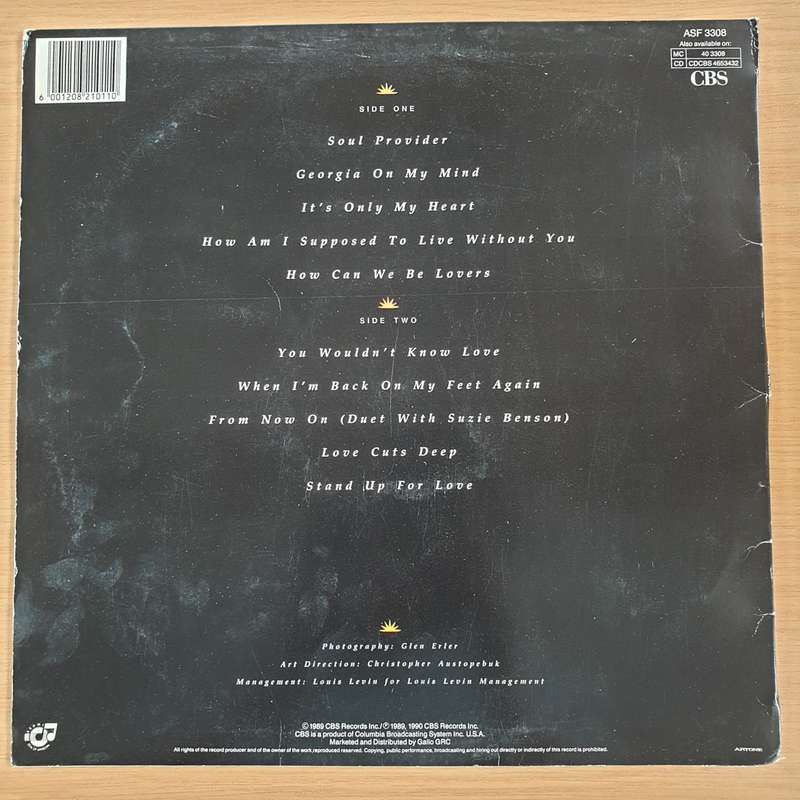 6 001208 210110
ASF 3308
Also available on:
MC 40 3308
CD CDCBS 4653432
CBS
SIDE ONE
Soul Provider
Georgia On My Mind
It's Only My Heart
How Am I Supposed To Live Without You
How Can We Be Lovers
SIDE TWO
You Wouldn't Know Love
When I'm Back On My Feet Again
From Now On (Duet With Suzie Benson)
Love Cuts Deep
Stand Up For Love
Photography: Glen Erler
Art Direction: Christopher Austopchuk
Management: Louis Levin for Louis Levin Management
© 1989 CBS Records Inc./℗ 1989, 1990 CBS Records Inc.
CBS is a product of Columbia Broadcasting System Inc. U.S.A.
Marketed and Distributed by Gallo GRC
All rights of the record producer and of the owner of the work reproduced reserved. Copying, public performance, broadcasting and hiring out directly or indirectly of this record is prohibited.
ARTONE